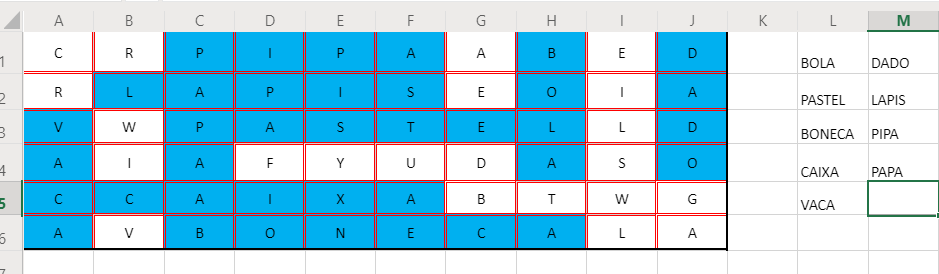 A B C D E F G H I J K L M
1 C R P I P A A B E D BOLA DADO
2 R L A P I S E O I A PASTEL LAPIS
3 V W P A S T E L L D BONECA PIPA
4 A I A F Y U D A S O CAIXA PAPA
5 C C A I X A B T W G VACA
6 A V B O N E C A L A